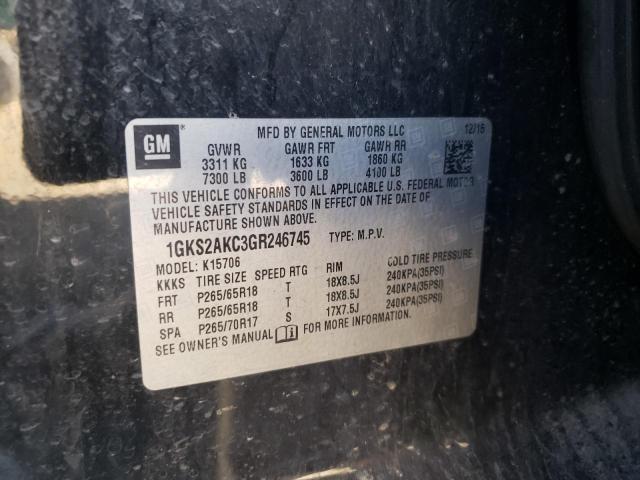 GM ® MFD BY GENERAL MOTORS LLC 12/15
GVWR GAWR FRT GAWR RR
3311 KG 1633 KG 1860 KG
7300 LB 3600 LB 4100 LB
THIS VEHICLE CONFORMS TO ALL APPLICABLE U.S. FEDERAL MOTOR
VEHICLE SAFETY STANDARDS IN EFFECT ON THE DATE OF
MANUFACTURE SHOWN ABOVE.
1GKS2AKC3GR246745 TYPE: M.P.V.
MODEL: K15706
KKKS TIRE SIZE SPEED RTG RIM COLD TIRE PRESSURE
FRT P265/65R18 T 18X8.5J 240KPA(35PSI)
RR P265/65R18 T 18X8.5J 240KPA(35PSI)
SPA P265/70R17 S 17X7.5J 240KPA(35PSI)
SEE OWNER'S MANUAL FOR MORE INFORMATION.